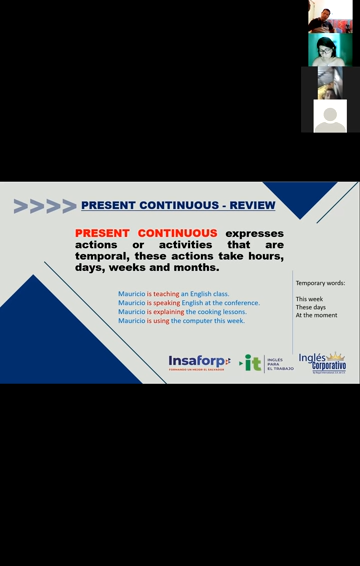 >>>> PRESENT CONTINUOUS - REVIEW
PRESENT CONTINUOUS expresses
actions or activities that are
temporal, these actions take hours,
days, weeks and months.
Mauricio is teaching an English class.
Mauricio is speaking English at the conference.
Mauricio is explaining the cooking lessons.
Mauricio is using the computer this week.
Temporary words:
This week
These days
At the moment
Insaforp
it
INGLÉS
PARA
EL TRABAJO
Inglés
Corporativo